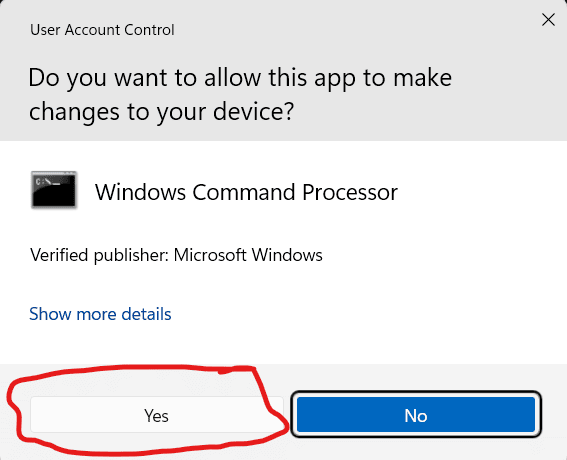 User Account Control
Do you want to allow this app to make
changes to your device?
C:\_
Windows Command Processor
Verified publisher: Microsoft Windows
Show more details
Yes
No